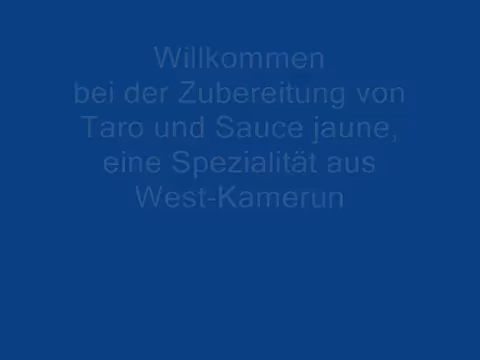 Willkommen
bei der Zubereitung von
Taro und Sauce jaune,
eine Spezialität aus
West-Kamerun